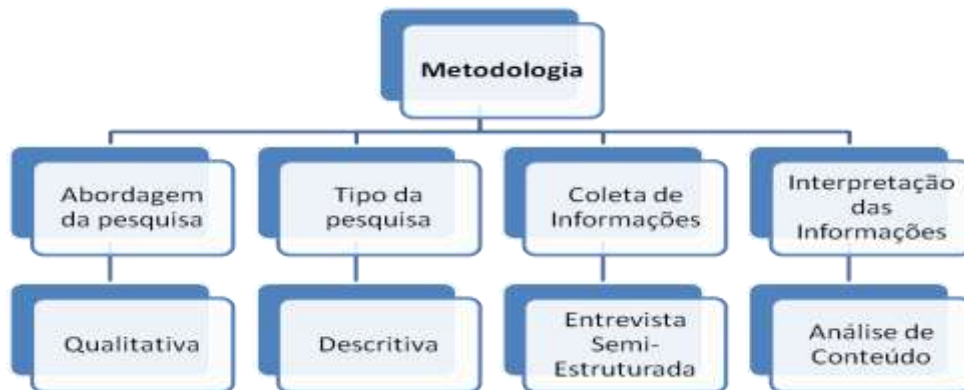 Metodologia
Abordagem
da pesquisa
Tipo da
pesquisa
Coleta de
Informações
Interpretação
das
Informações
Qualitativa
Descritiva
Entrevista
Semi-
Estruturada
Análise de
Conteúdo